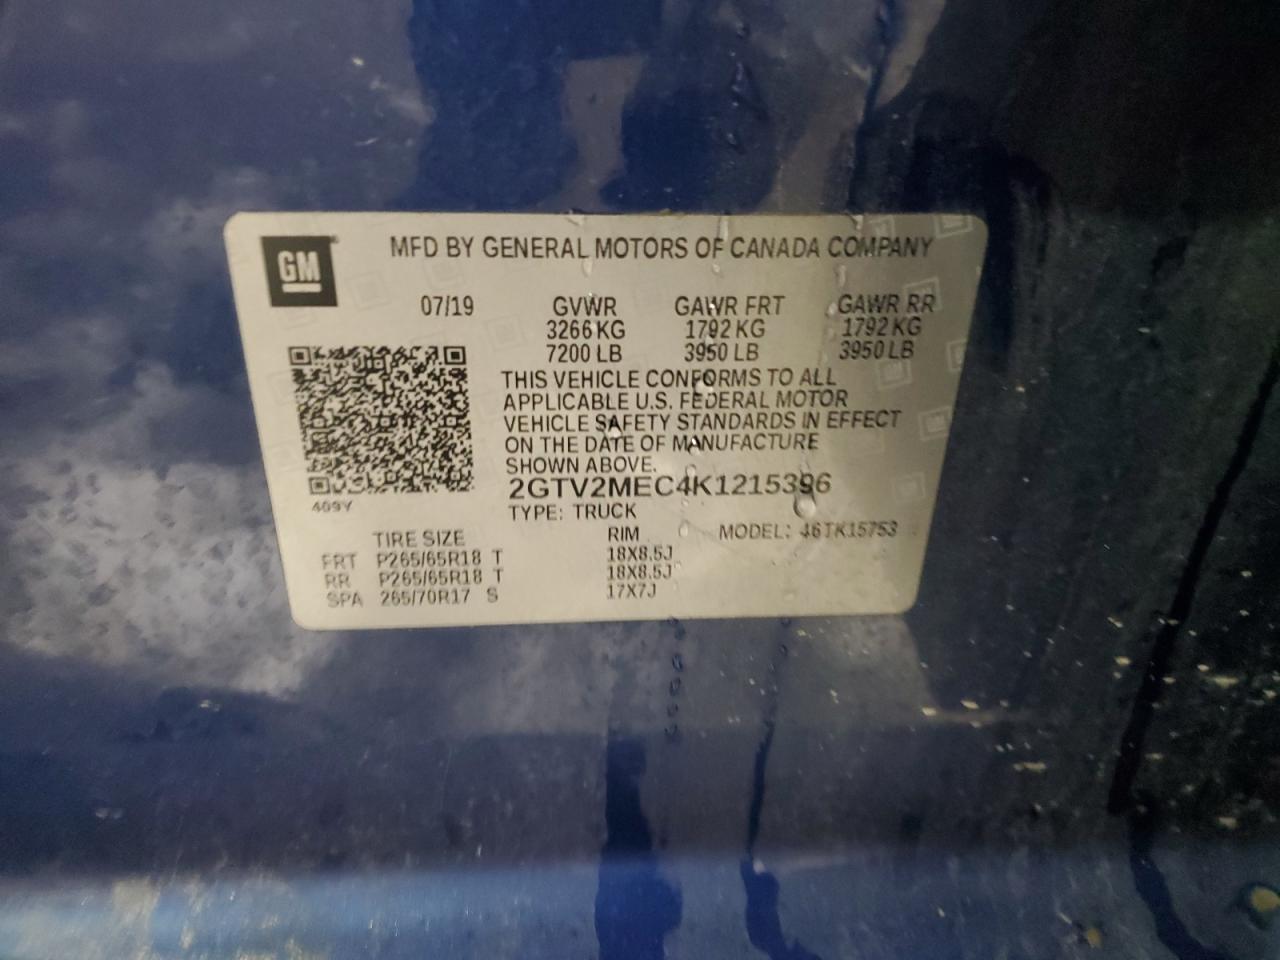 GM
MFD BY GENERAL MOTORS OF CANADA COMPANY
07/19 GVWR GAWR FRT GAWR RR
3266 KG 1792 KG 1792 KG
7200 LB 3950 LB 3950 LB
THIS VEHICLE CONFORMS TO ALL
APPLICABLE U.S. FEDERAL MOTOR
VEHICLE SAFETY STANDARDS IN EFFECT
ON THE DATE OF MANUFACTURE
SHOWN ABOVE.
2GTV2MEC4K1215396
409Y
TYPE: TRUCK
TIRE SIZE RIM MODEL: 46TK15753
FRT P265/65R18 T 18X8.5J
RR P265/65R18 T 18X8.5J
SPA 265/70R17 S 17X7J